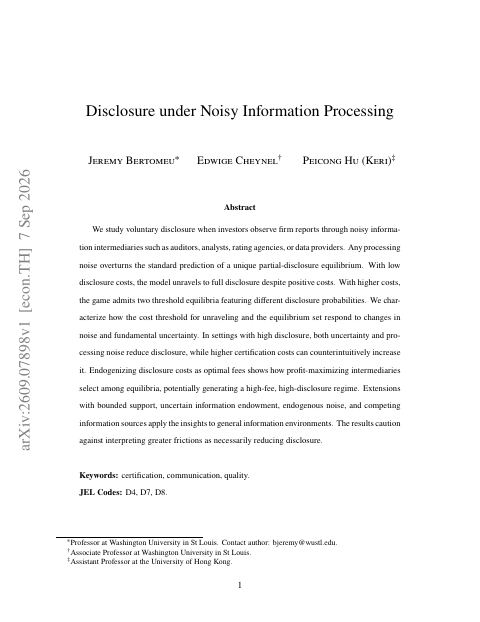 Disclosure under Noisy Information Processing
Jeremy Bertomeu* Edwige Cheynel† Peicong Hu (Keri)‡
Abstract
We study voluntary disclosure when investors observe firm reports through noisy informa-
tion intermediaries such as auditors, analysts, rating agencies, or data providers. Any processing
noise overturns the standard prediction of a unique partial-disclosure equilibrium. With low
disclosure costs, the model unravels to full disclosure despite positive costs. With higher costs,
the game admits two threshold equilibria featuring different disclosure probabilities. We char-
acterize how the cost threshold for unraveling and the equilibrium set respond to changes in
noise and fundamental uncertainty. In settings with high disclosure, both uncertainty and pro-
cessing noise reduce disclosure, while higher certification costs can counterintuitively increase
it. Endogenizing disclosure costs as optimal fees shows how profit-maximizing intermediaries
select among equilibria, potentially generating a high-fee, high-disclosure regime. Extensions
with bounded support, uncertain information endowment, endogenous noise, and competing
information sources apply the insights to general information environments. The results caution
against interpreting greater frictions as necessarily reducing disclosure.
Keywords: certification, communication, quality.
JEL Codes: D4, D7, D8.
*Professor at Washington University in St Louis. Contact author: bjeremy@wustl.edu.
†Associate Professor at Washington University in St Louis.
‡Assistant Professor at the University of Hong Kong.
1
arXiv:2609.07898v1 [econ.TH] 7 Sep 2026